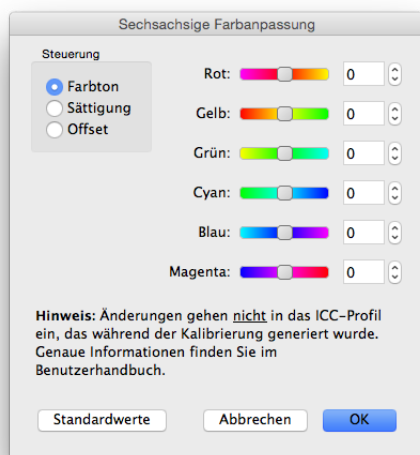 Sechsachsige Farbanpassung
Steuerung
Farbton
Sättigung
Offset
Rot: 0
Gelb: 0
Grün: 0
Cyan: 0
Blau: 0
Magenta: 0
Hinweis: Änderungen gehen nicht in das ICC-Profil
ein, das während der Kalibrierung generiert wurde.
Genaue Informationen finden Sie im
Benutzerhandbuch.
Standardwerte Abbrechen OK